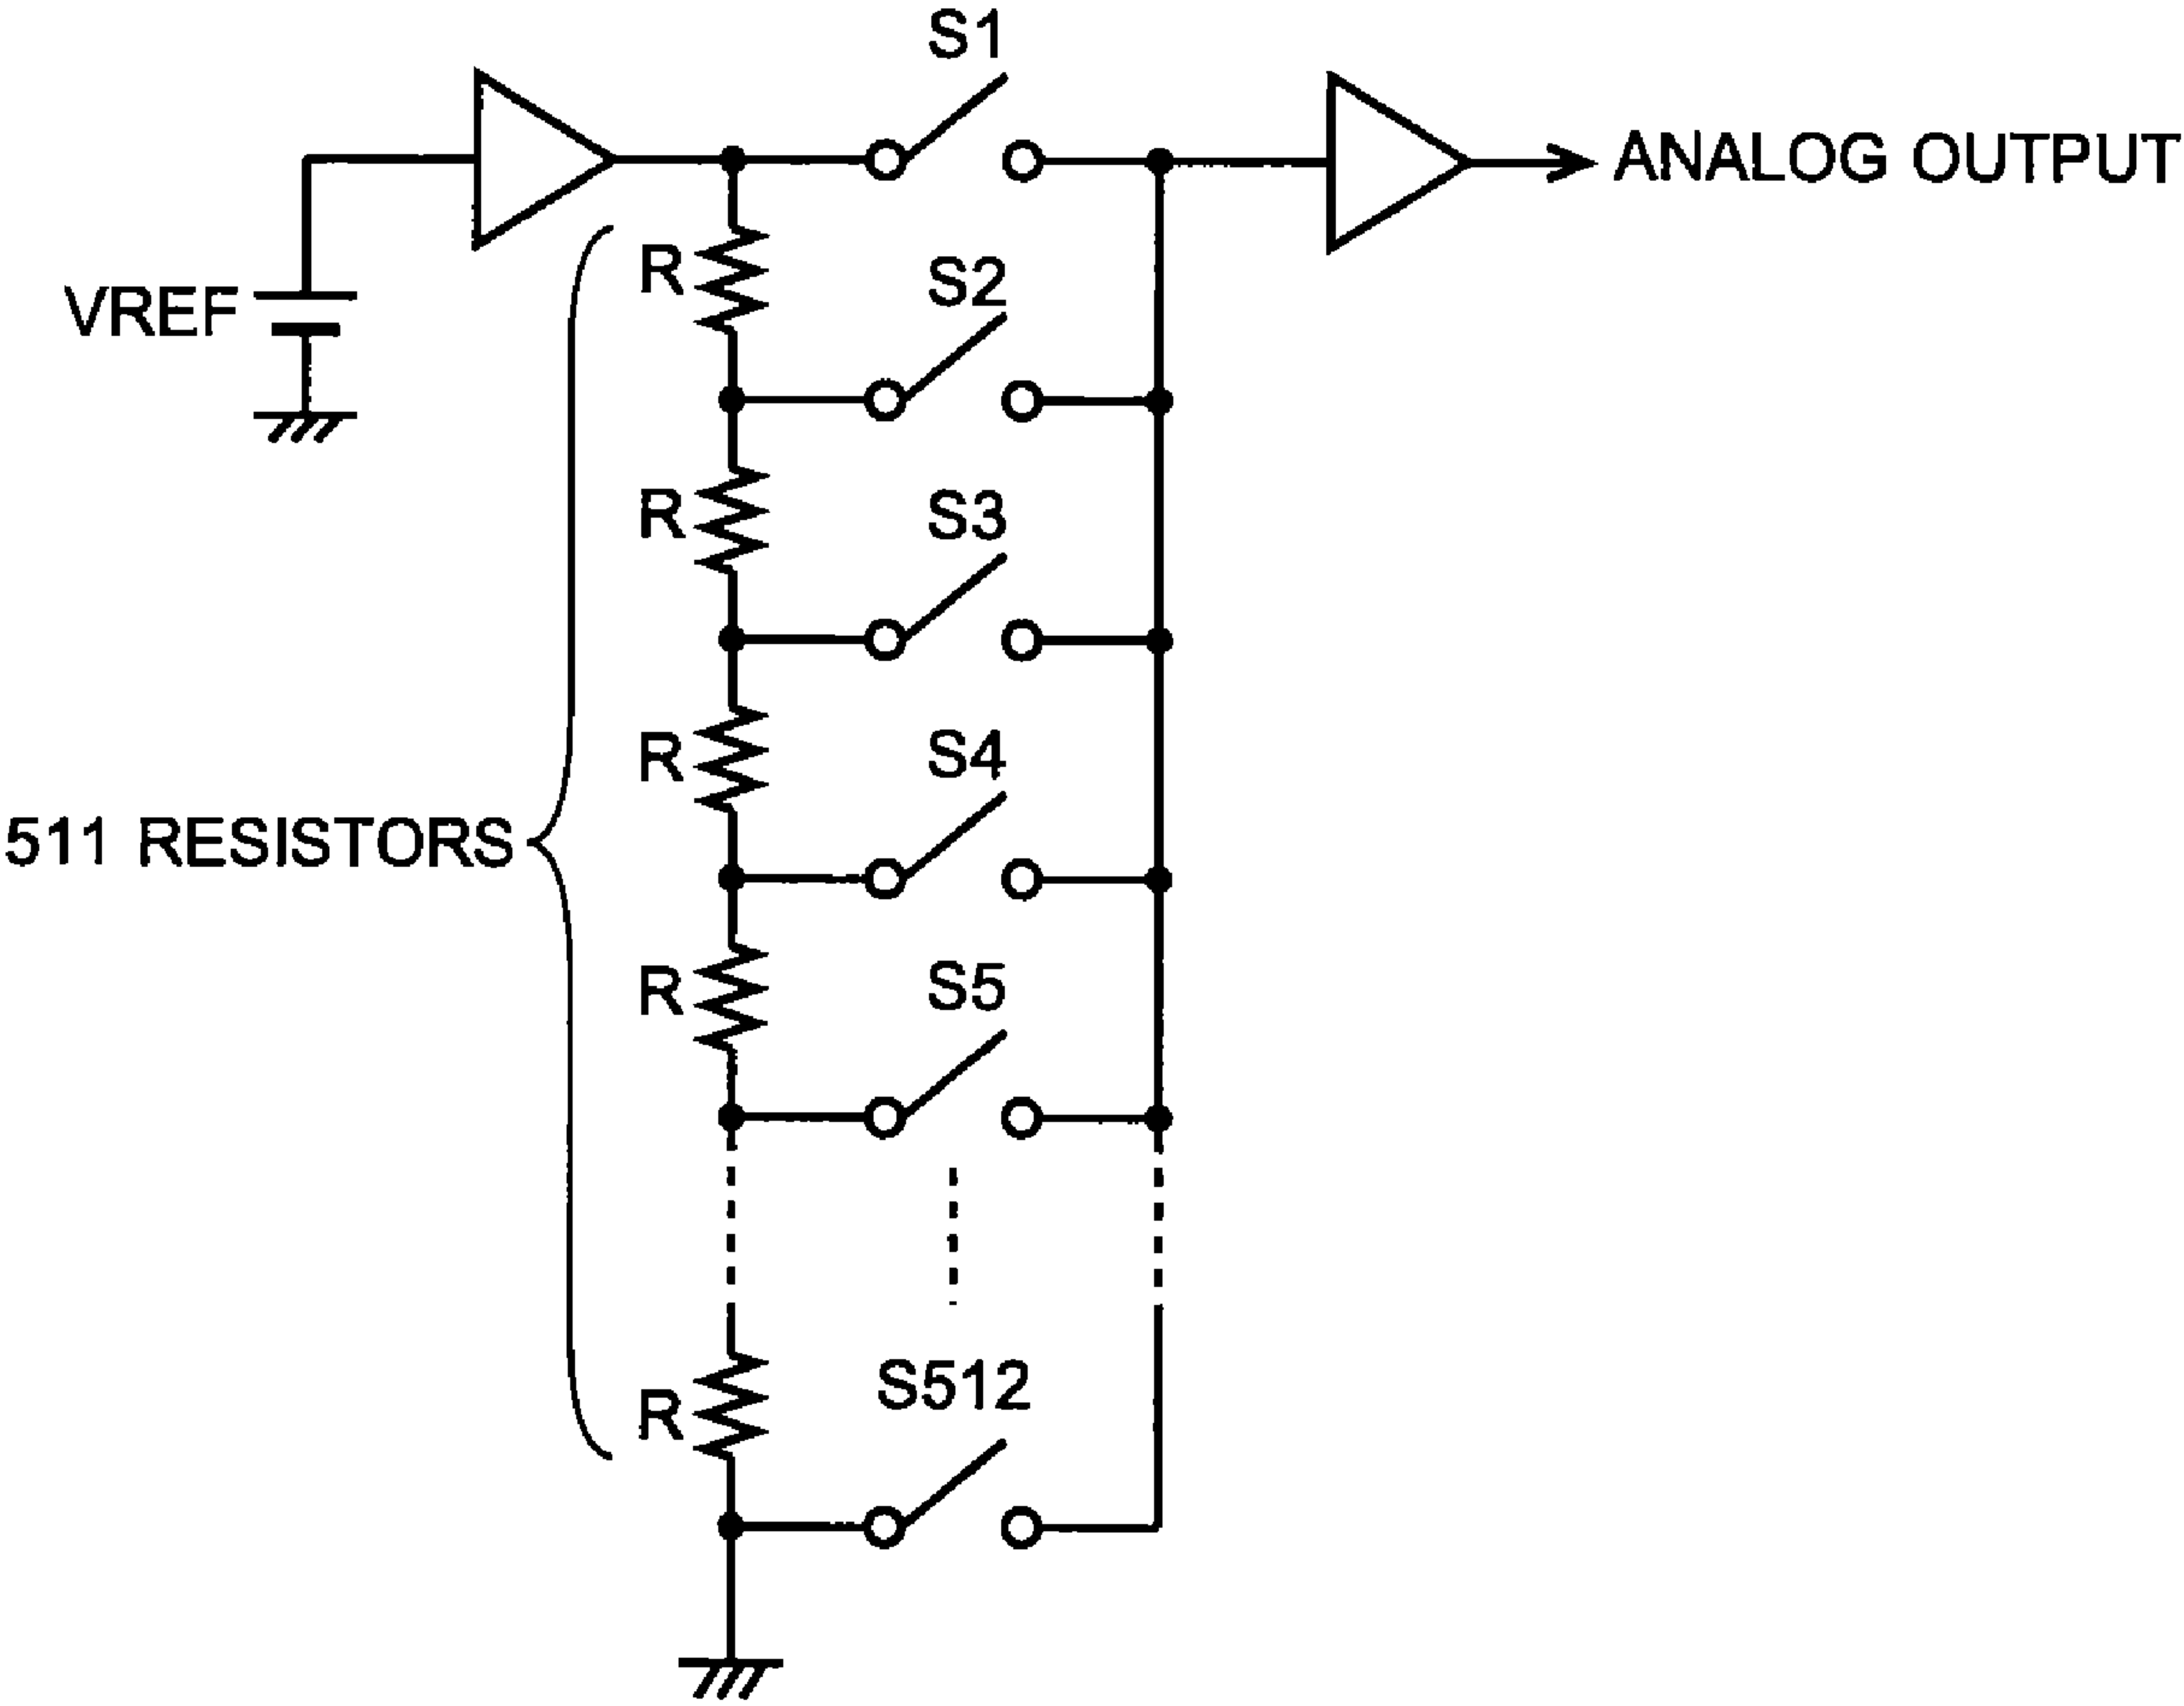 S1
ANALOG OUTPUT
R
S2
VREF
R
S3
R
S4
511 RESISTORS
R
S5
R
S512